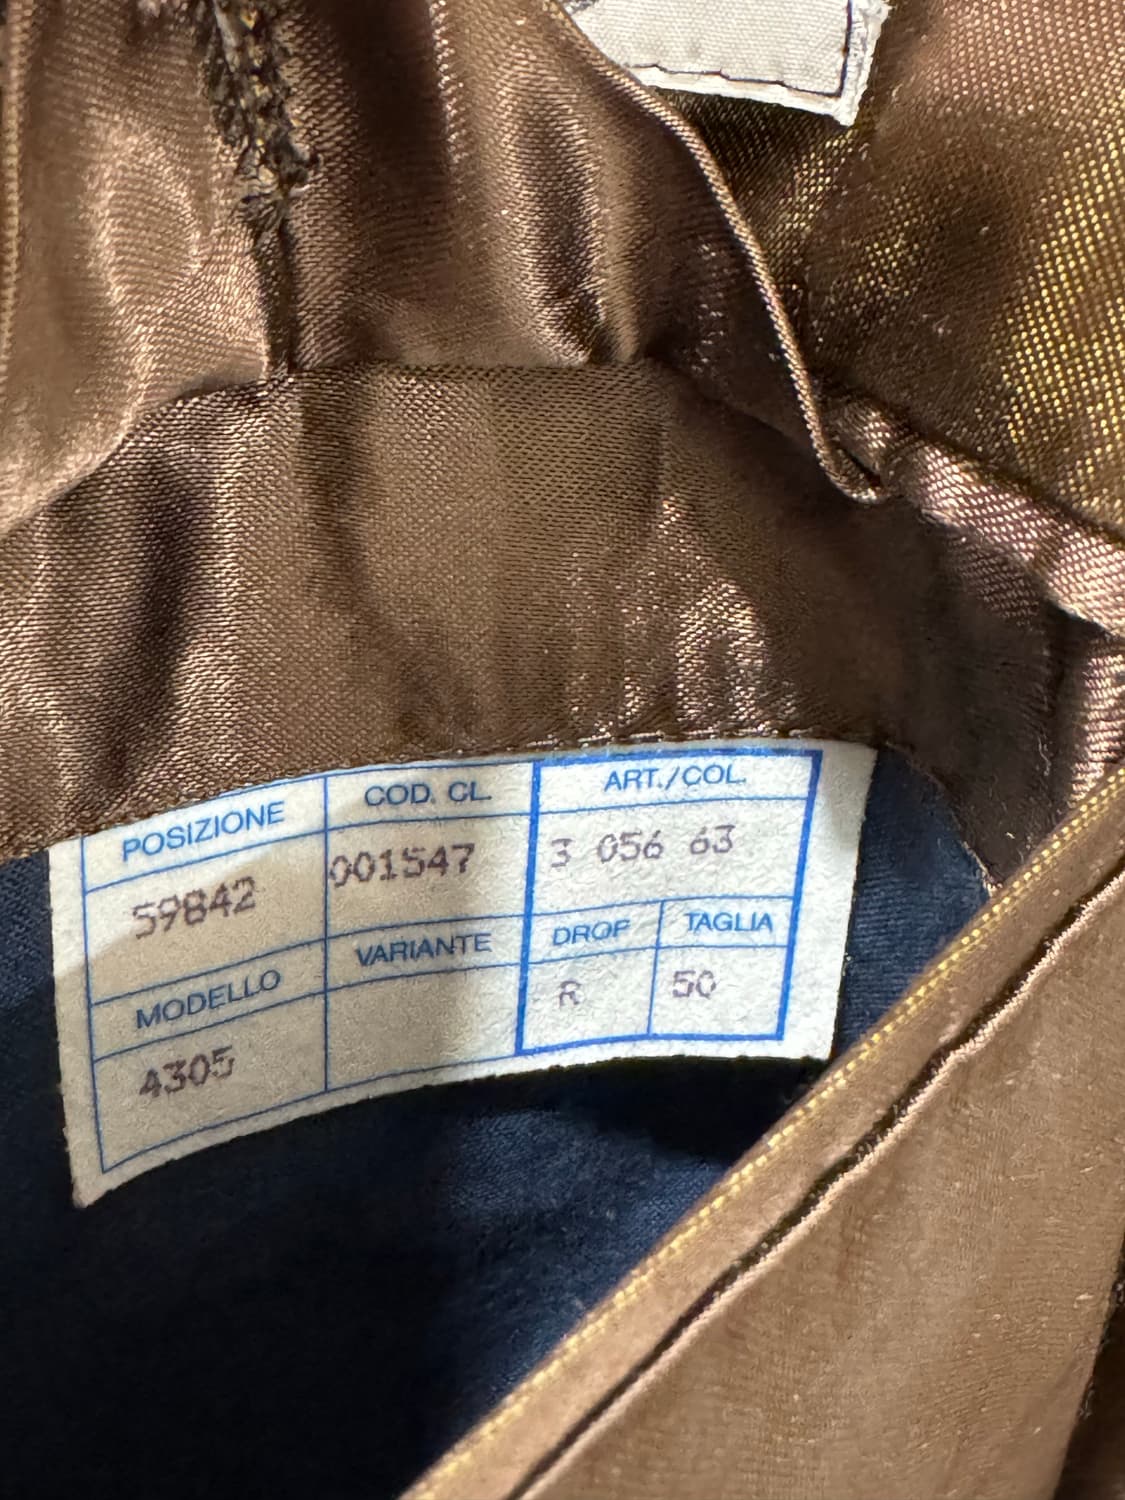 POSIZIONE COD. CL. ART./COL.
59842 001547 3 056 63
MODELLO VARIANTE DROP TAGLIA
4305 R 50